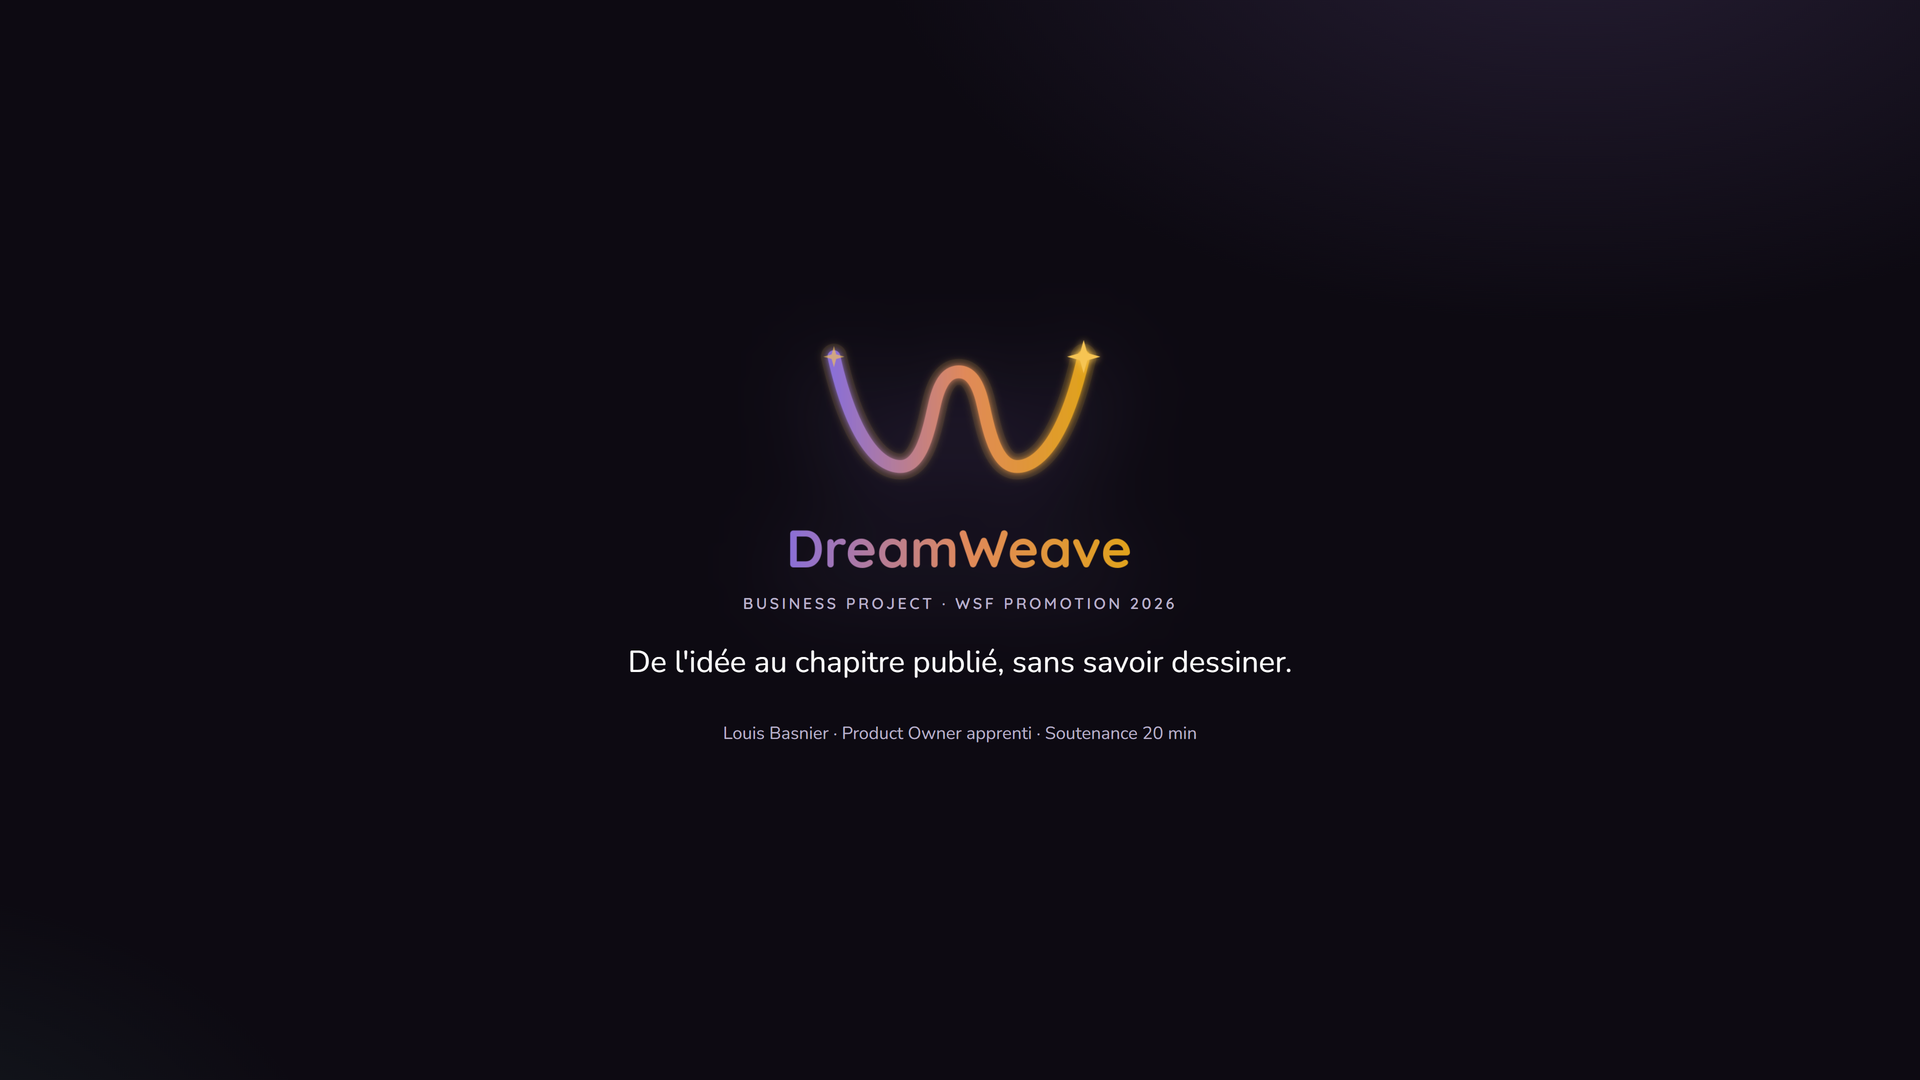 DreamWeave
BUSINESS PROJECT · WSF PROMOTION 2026
De l'idée au chapitre publié, sans savoir dessiner.
Louis Basnier · Product Owner apprenti · Soutenance 20 min